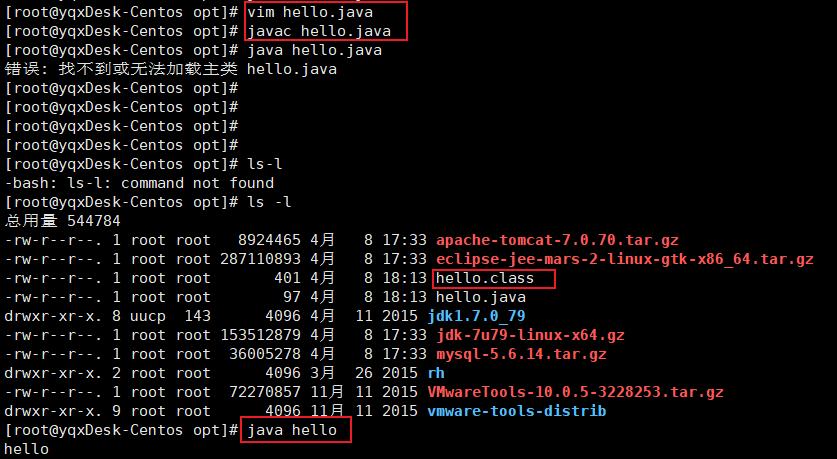 [root@yqxDesk-Centos opt]# vim hello.java
[root@yqxDesk-Centos opt]# javac hello.java
[root@yqxDesk-Centos opt]# java hello.java
错误: 找不到或无法加载主类 hello.java
[root@yqxDesk-Centos opt]#
[root@yqxDesk-Centos opt]#
[root@yqxDesk-Centos opt]#
[root@yqxDesk-Centos opt]#
[root@yqxDesk-Centos opt]# ls-l
-bash: ls-l: command not found
[root@yqxDesk-Centos opt]# ls -l
总用量 544784
-rw-r--r--. 1 root root   8924465 4月   8 17:33 apache-tomcat-7.0.70.tar.gz
-rw-r--r--. 1 root root 287110893 4月   8 17:33 eclipse-jee-mars-2-linux-gtk-x86_64.tar.gz
-rw-r--r--. 1 root root       401 4月   8 18:13 hello.class
-rw-r--r--. 1 root root        97 4月   8 18:13 hello.java
drwxr-xr-x. 8 uucp  143      4096 4月  11 2015 jdk1.7.0_79
-rw-r--r--. 1 root root 153512879 4月   8 17:33 jdk-7u79-linux-x64.gz
-rw-r--r--. 1 root root  36005278 4月   8 17:33 mysql-5.6.14.tar.gz
drwxr-xr-x. 2 root root      4096 3月  26 2015 rh
-rw-r--r--. 1 root root  72270857 11月 11 2015 VMwareTools-10.0.5-3228253.tar.gz
drwxr-xr-x. 9 root root      4096 11月 11 2015 vmware-tools-distrib
[root@yqxDesk-Centos opt]# java hello
hello